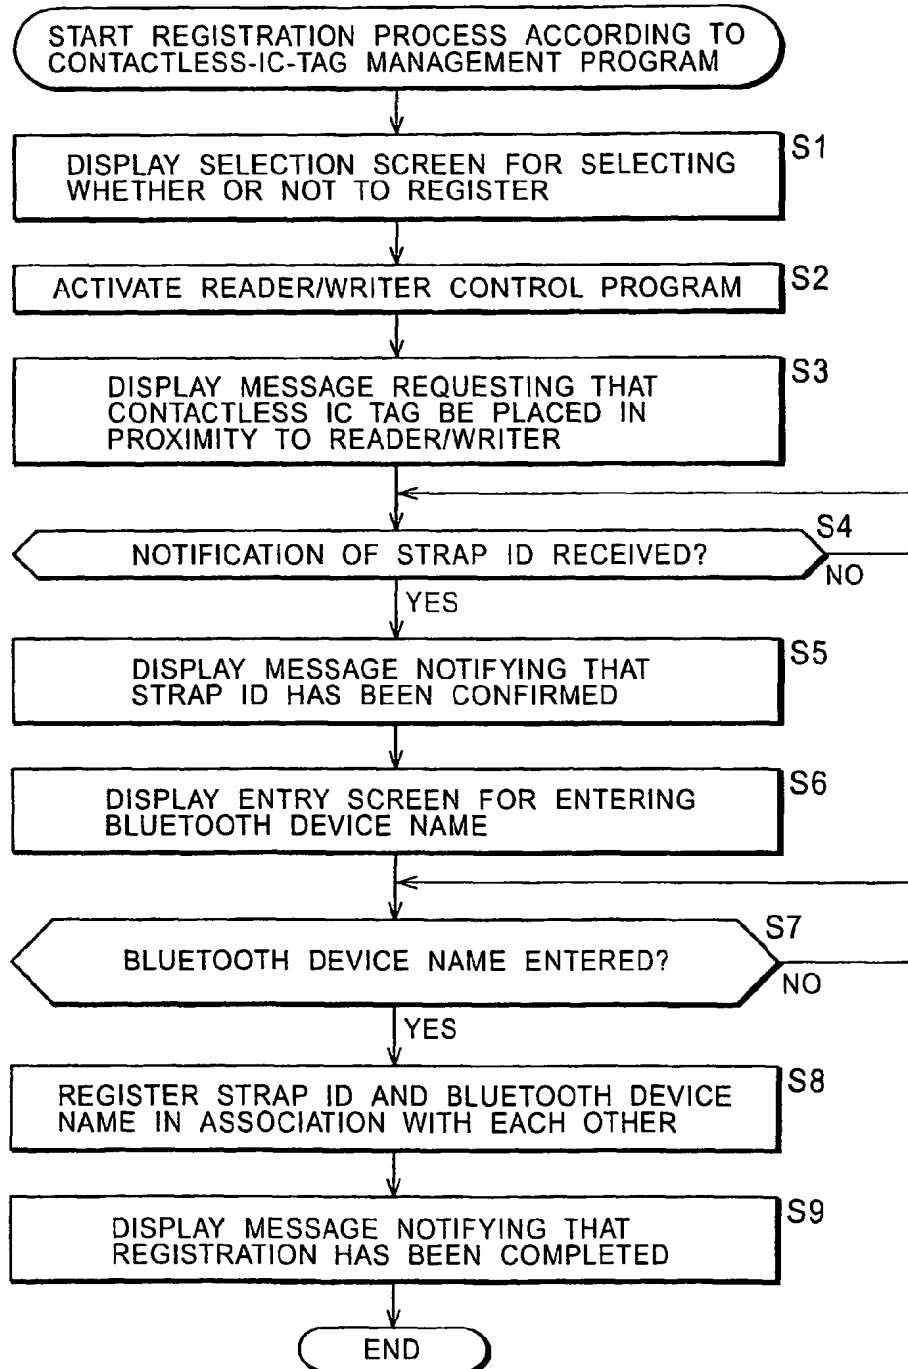 START REGISTRATION PROCESS ACCORDING TO
CONTACTLESS-IC-TAG MANAGEMENT PROGRAM
S1
DISPLAY SELECTION SCREEN FOR SELECTING
WHETHER OR NOT TO REGISTER
S2
ACTIVATE READER/WRITER CONTROL PROGRAM
S3
DISPLAY MESSAGE REQUESTING THAT
CONTACTLESS IC TAG BE PLACED IN
PROXIMITY TO READER/WRITER
S4
NOTIFICATION OF STRAP ID RECEIVED?
NO
YES
S5
DISPLAY MESSAGE NOTIFYING THAT
STRAP ID HAS BEEN CONFIRMED
S6
DISPLAY ENTRY SCREEN FOR ENTERING
BLUETOOTH DEVICE NAME
S7
BLUETOOTH DEVICE NAME ENTERED?
NO
YES
S8
REGISTER STRAP ID AND BLUETOOTH DEVICE
NAME IN ASSOCIATION WITH EACH OTHER
S9
DISPLAY MESSAGE NOTIFYING THAT
REGISTRATION HAS BEEN COMPLETED
END